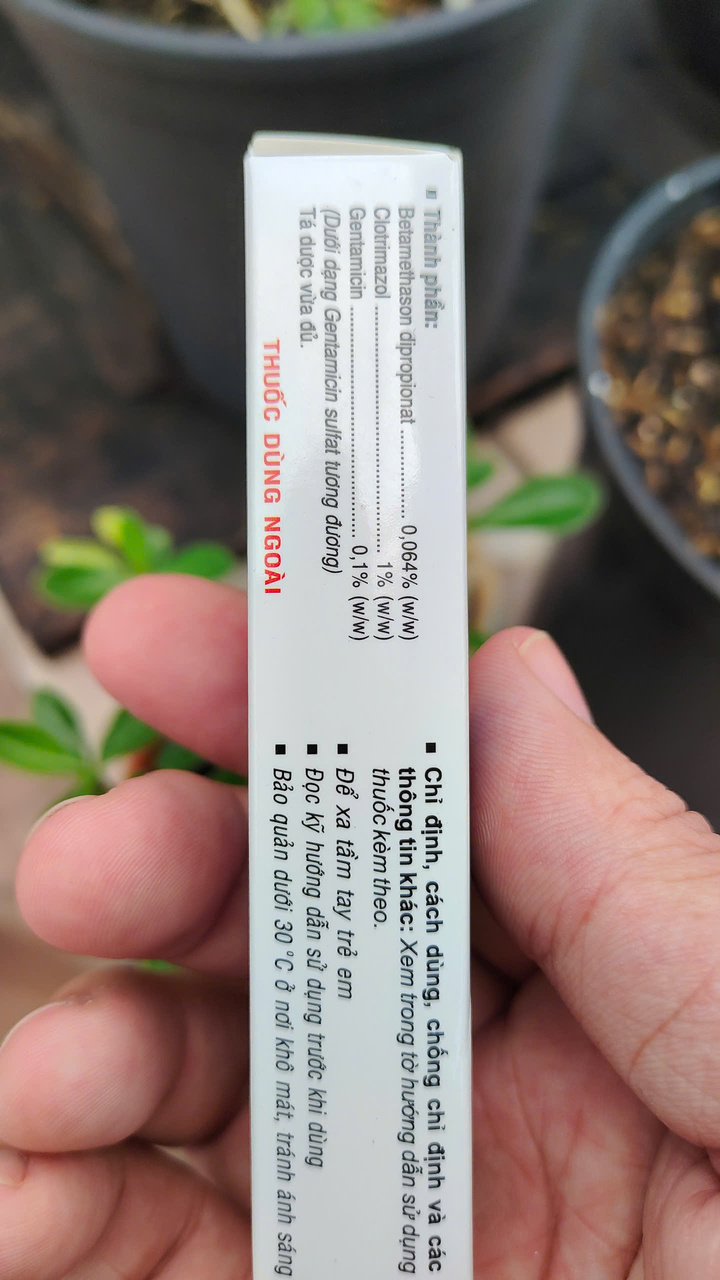 ▪ Thành phần:
Betamethason dipropionat ................ 0,064% (w/w)
Clotrimazol ............................................. 1% (w/w)
Gentamicin ........................................... 0,1% (w/w)
(Dưới dạng Gentamicin sulfat tương đương)
Tá dược vừa đủ.
THUỐC DÙNG NGOÀI
▪ Chỉ định, cách dùng, chống chỉ định và các
thông tin khác: Xem trong tờ hướng dẫn sử dụng
thuốc kèm theo.
▪ Để xa tầm tay trẻ em
▪ Đọc kỹ hướng dẫn sử dụng trước khi dùng
▪ Bảo quản dưới 30 °C ở nơi khô mát, tránh ánh sáng